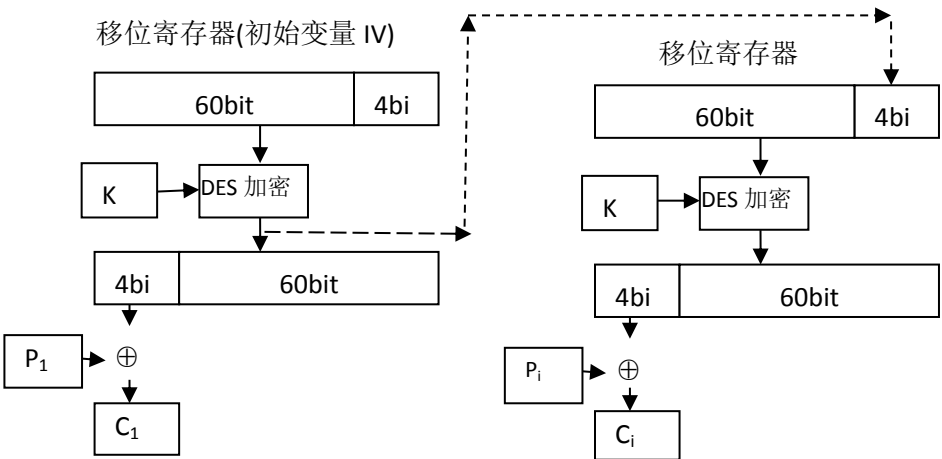 移位寄存器(初始变量 IV)
60bit 4bi
K
DES 加密
4bi 60bit
P₁
⊕
C₁
移位寄存器
60bit 4bi
K
DES 加密
4bi 60bit
Pᵢ
⊕
Cᵢ